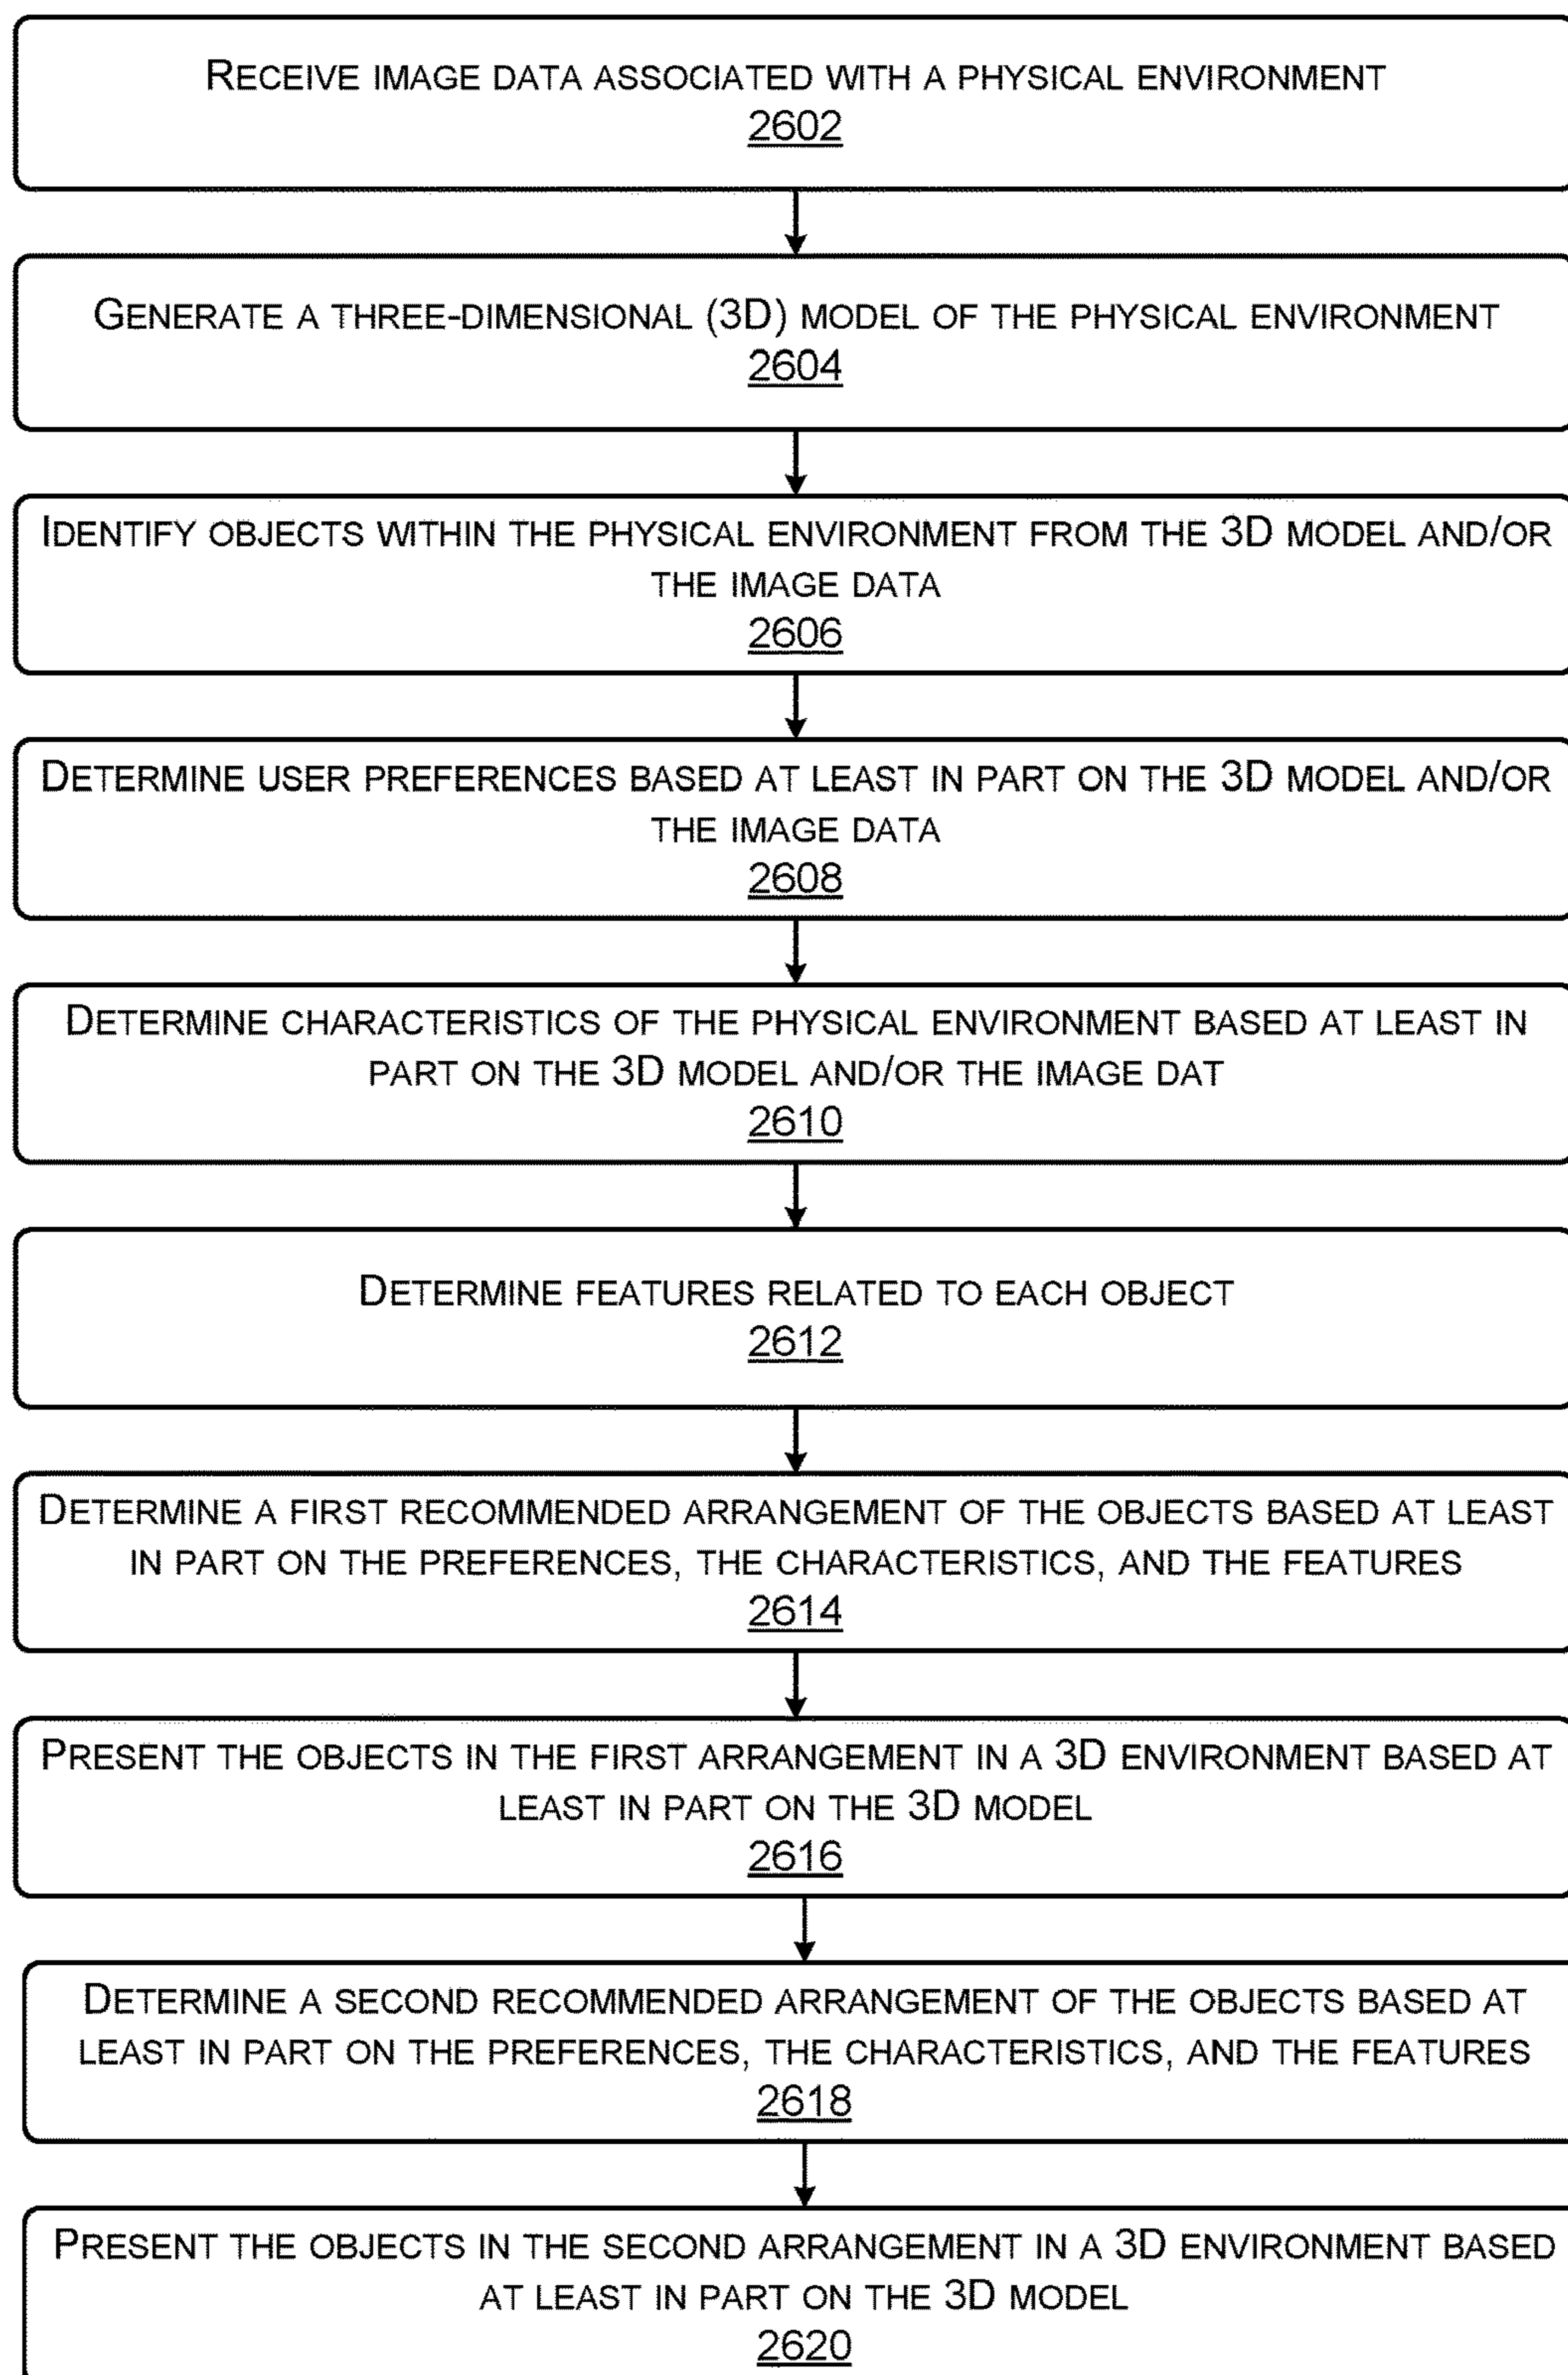 RECEIVE IMAGE DATA ASSOCIATED WITH A PHYSICAL ENVIRONMENT
2602
GENERATE A THREE-DIMENSIONAL (3D) MODEL OF THE PHYSICAL ENVIRONMENT
2604
IDENTIFY OBJECTS WITHIN THE PHYSICAL ENVIRONMENT FROM THE 3D MODEL AND/OR
THE IMAGE DATA
2606
DETERMINE USER PREFERENCES BASED AT LEAST IN PART ON THE 3D MODEL AND/OR
THE IMAGE DATA
2608
DETERMINE CHARACTERISTICS OF THE PHYSICAL ENVIRONMENT BASED AT LEAST IN
PART ON THE 3D MODEL AND/OR THE IMAGE DAT
2610
DETERMINE FEATURES RELATED TO EACH OBJECT
2612
DETERMINE A FIRST RECOMMENDED ARRANGEMENT OF THE OBJECTS BASED AT LEAST
IN PART ON THE PREFERENCES, THE CHARACTERISTICS, AND THE FEATURES
2614
PRESENT THE OBJECTS IN THE FIRST ARRANGEMENT IN A 3D ENVIRONMENT BASED AT
LEAST IN PART ON THE 3D MODEL
2616
DETERMINE A SECOND RECOMMENDED ARRANGEMENT OF THE OBJECTS BASED AT
LEAST IN PART ON THE PREFERENCES, THE CHARACTERISTICS, AND THE FEATURES
2618
PRESENT THE OBJECTS IN THE SECOND ARRANGEMENT IN A 3D ENVIRONMENT BASED
AT LEAST IN PART ON THE 3D MODEL
2620